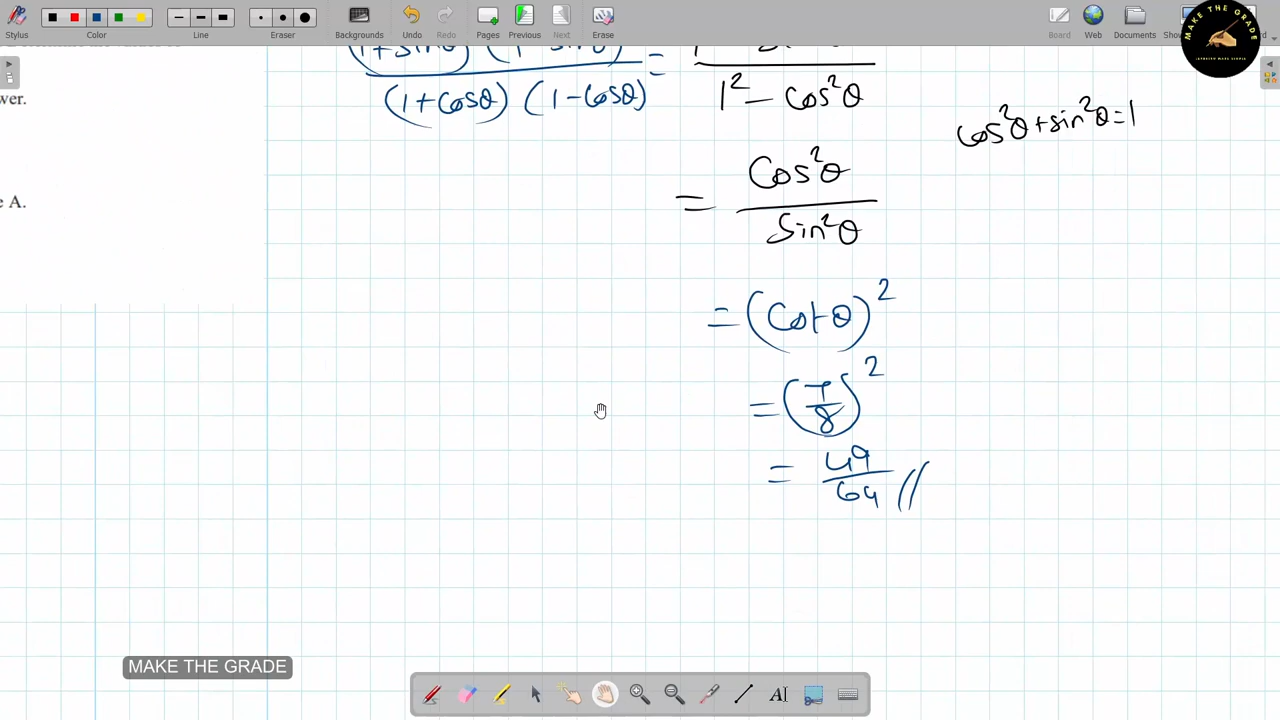 Stylus Color Line Eraser Backgrounds Undo Redo Pages Previous Next Erase Board Web Documents
MAKE THE GRADE
wer.
e A.
(1+cosθ) (1-cosθ) = 1² - cos²θ
cos²θ+sin²θ=1
= Cos²θ / Sin²θ
= (Cot θ)²
= (7/8)²
= 49/64 //
MAKE THE GRADE